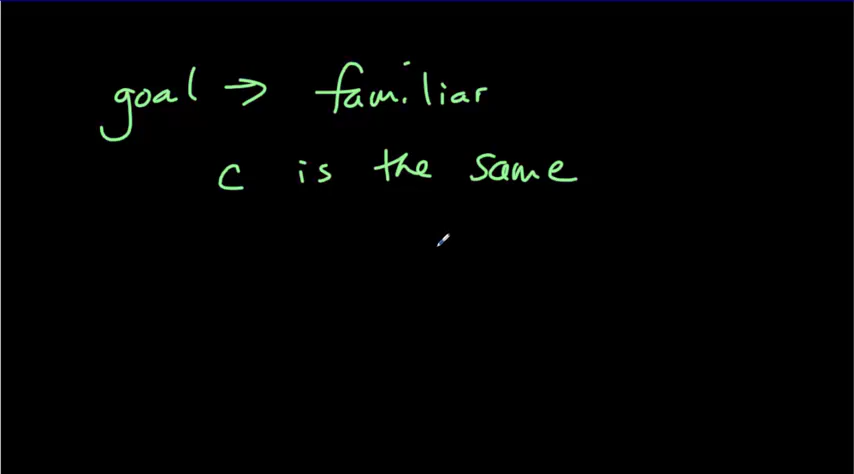 goal → familiar
c is the same